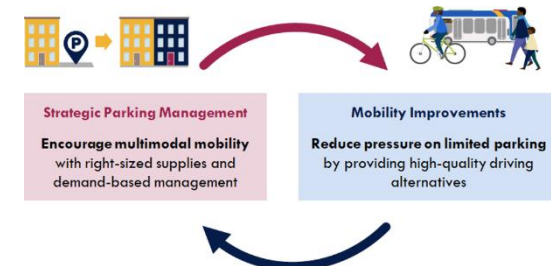 P
Strategic Parking Management
Encourage multimodal mobility
with right-sized supplies and
demand-based management
Mobility Improvements
Reduce pressure on limited parking
by providing high-quality driving
alternatives